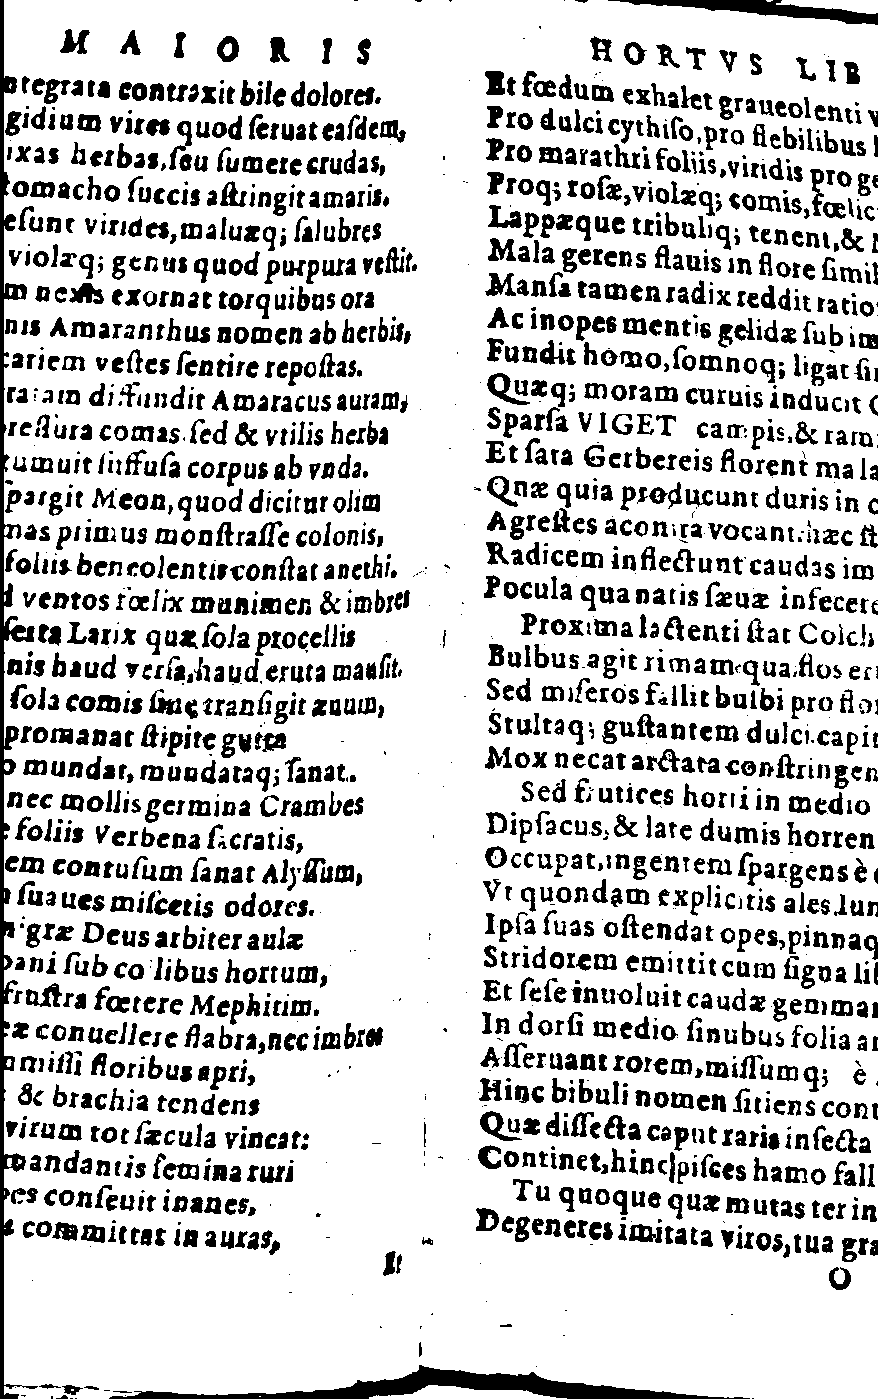 MAIORIS
ntegrata contraxit bile dolores.
gidium vires quod ſeruat eaſdem,
ixas herbas, ſeu ſumere crudas,
tomacho ſuccis aſtringit amaris.
eſunt virides, maluæq; ſalubres
violæq; genus quod purpura veſtit.
m nexis exornat torquibus ora
nis Amaranthus nomen ab herbis,
cariem veſtes ſentire repoſtas.
ratam diffundit Amaracus auram,
reſſura comas. ſed & vtilis herba
tumuit ſuffuſa corpus ab vnda.
pargit Meon, quod dicitur olim
nas primus monſtraſſe colonis,
foliis beneolentis conſtat anethi.
d ventos fœlix munimen & imbres
ſerta Larix quæ ſola procellis
nis haud verſa, haud eruta manſit.
ſola comis ſine tranſigit æuum,
promanat ſtipite gutta
o mundat, mundataq; ſanat.
nec mollis germina Crambes
e foliis Verbena ſacratis,
em contuſum ſanat Alyſſum,
ſuaues miſcetis odores.
nigræ Deus arbiter aulæ
pani ſub collibus hortum,
fruſtra fœtere Mephitim.
ex conuellere flabra, nec imbres
mmiſſi floribus apri,
& brachia tendens
virum tot ſæcula vincat:
mandantis ſemina ruri
pes conſeuit inanes,
s committat in auras,
Et
HORTVS LIB
Et fœdum exhalet graueolenti v
Pro dulci cythiſo, pro flebilibus
Pro marathri foliis, viridis pro ge
Proq; roſæ, violæq; comis, fœlic
Lappæque tribuliq; tenent, &
Mala gerens flauis in flore ſimil
Manſa tamen radix reddit ratio
Ac inopes mentis gelidæ ſub im
Fundit homo, ſomnoq; ligat ſin
Quæq; moram curuis inducit
Sparſa VIGET campis, & ram
Et ſata Gerbereis florent mala
Quæ quia producunt duris in c
Agreſtes aconita vocant. hæc ſt
Radicem inflectunt caudas im
Pocula qua natis ſæuæ infecere
Proxima lactenti ſtat Colch
Bulbus agit rimam qua flos eri
Sed miſeros fallit bulbi pro flo
Stultaq; guſtantem dulci capit
Mox necat arctata conſtringen
Sed frutices horti in medio
Dipſacus, & late dumis horren
Occupat, ingentem ſpargens è
Vt quondam explicitis ales Iun
Ipſa ſuas oſtendat opes, pinnaq
Stridorem emittit cum ſigna lib
Et ſeſe inuoluit caudæ gemmar
In dorſi medio ſinubus folia ar
Aſſeruant rorem, miſſumq; è
Hinc bibuli nomen ſitiens cont
Quæ diſſecta caput raris inſecta
Continet, hinc piſces hamo fall
Tu quoque quæ mutas ter in
Degeneres imitata viros, tua gra
O